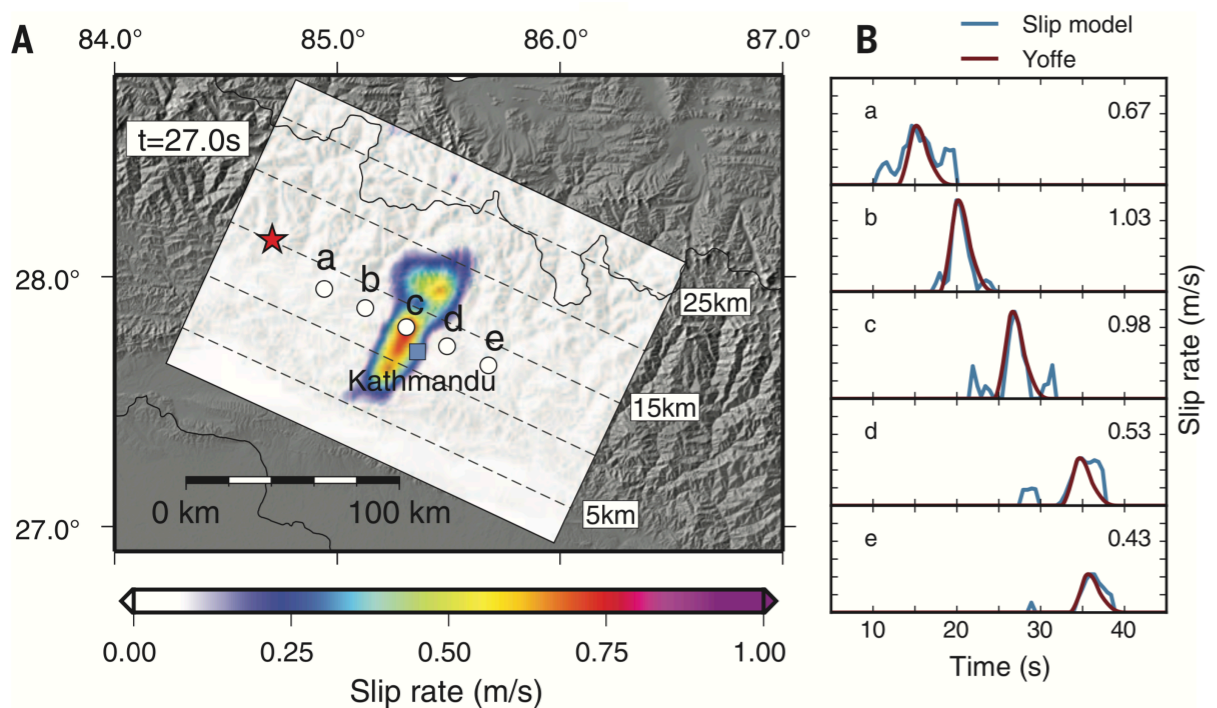 A
84.0° 85.0° 86.0° 87.0°
t=27.0s
28.0°
27.0°
a
b
c
d
e
Kathmandu
25km
15km
5km
0 km 100 km
0.00 0.25 0.50 0.75 1.00
Slip rate (m/s)
B
Slip model
Yoffe
a 0.67
b 1.03
c 0.98
d 0.53
e 0.43
10 20 30 40
Time (s)
Slip rate (m/s)